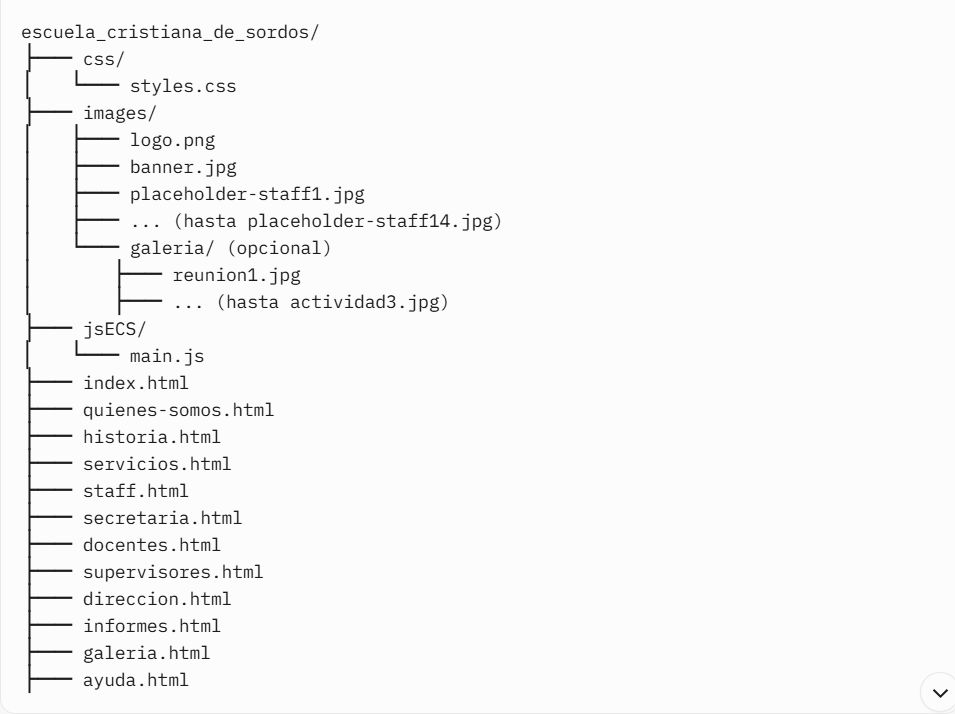 escuela_cristiana_de_sordos/
├── css/
│   └── styles.css
├── images/
│   ├── logo.png
│   ├── banner.jpg
│   ├── placeholder-staff1.jpg
│   ├── ... (hasta placeholder-staff14.jpg)
│   └── galeria/ (opcional)
│       ├── reunion1.jpg
│       ├── ... (hasta actividad3.jpg)
├── jsECS/
│   └── main.js
├── index.html
├── quienes-somos.html
├── historia.html
├── servicios.html
├── staff.html
├── secretaria.html
├── docentes.html
├── supervisores.html
├── direccion.html
├── informes.html
├── galeria.html
├── ayuda.html